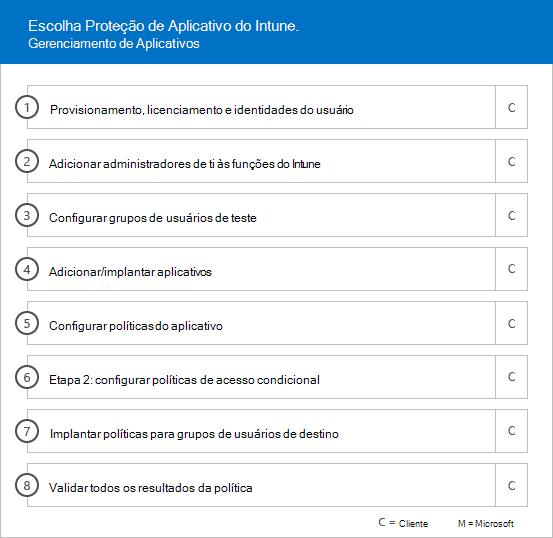 Escolha Proteção de Aplicativo do Intune.
Gerenciamento de Aplicativos
1 Provisionamento, licenciamento e identidades do usuário C
2 Adicionar administradores de ti às funções do Intune C
3 Configurar grupos de usuários de teste C
4 Adicionar/implantar aplicativos C
5 Configurar políticas do aplicativo C
6 Etapa 2: configurar políticas de acesso condicional C
7 Implantar políticas para grupos de usuários de destino C
8 Validar todos os resultados da política C
C = Cliente M = Microsoft